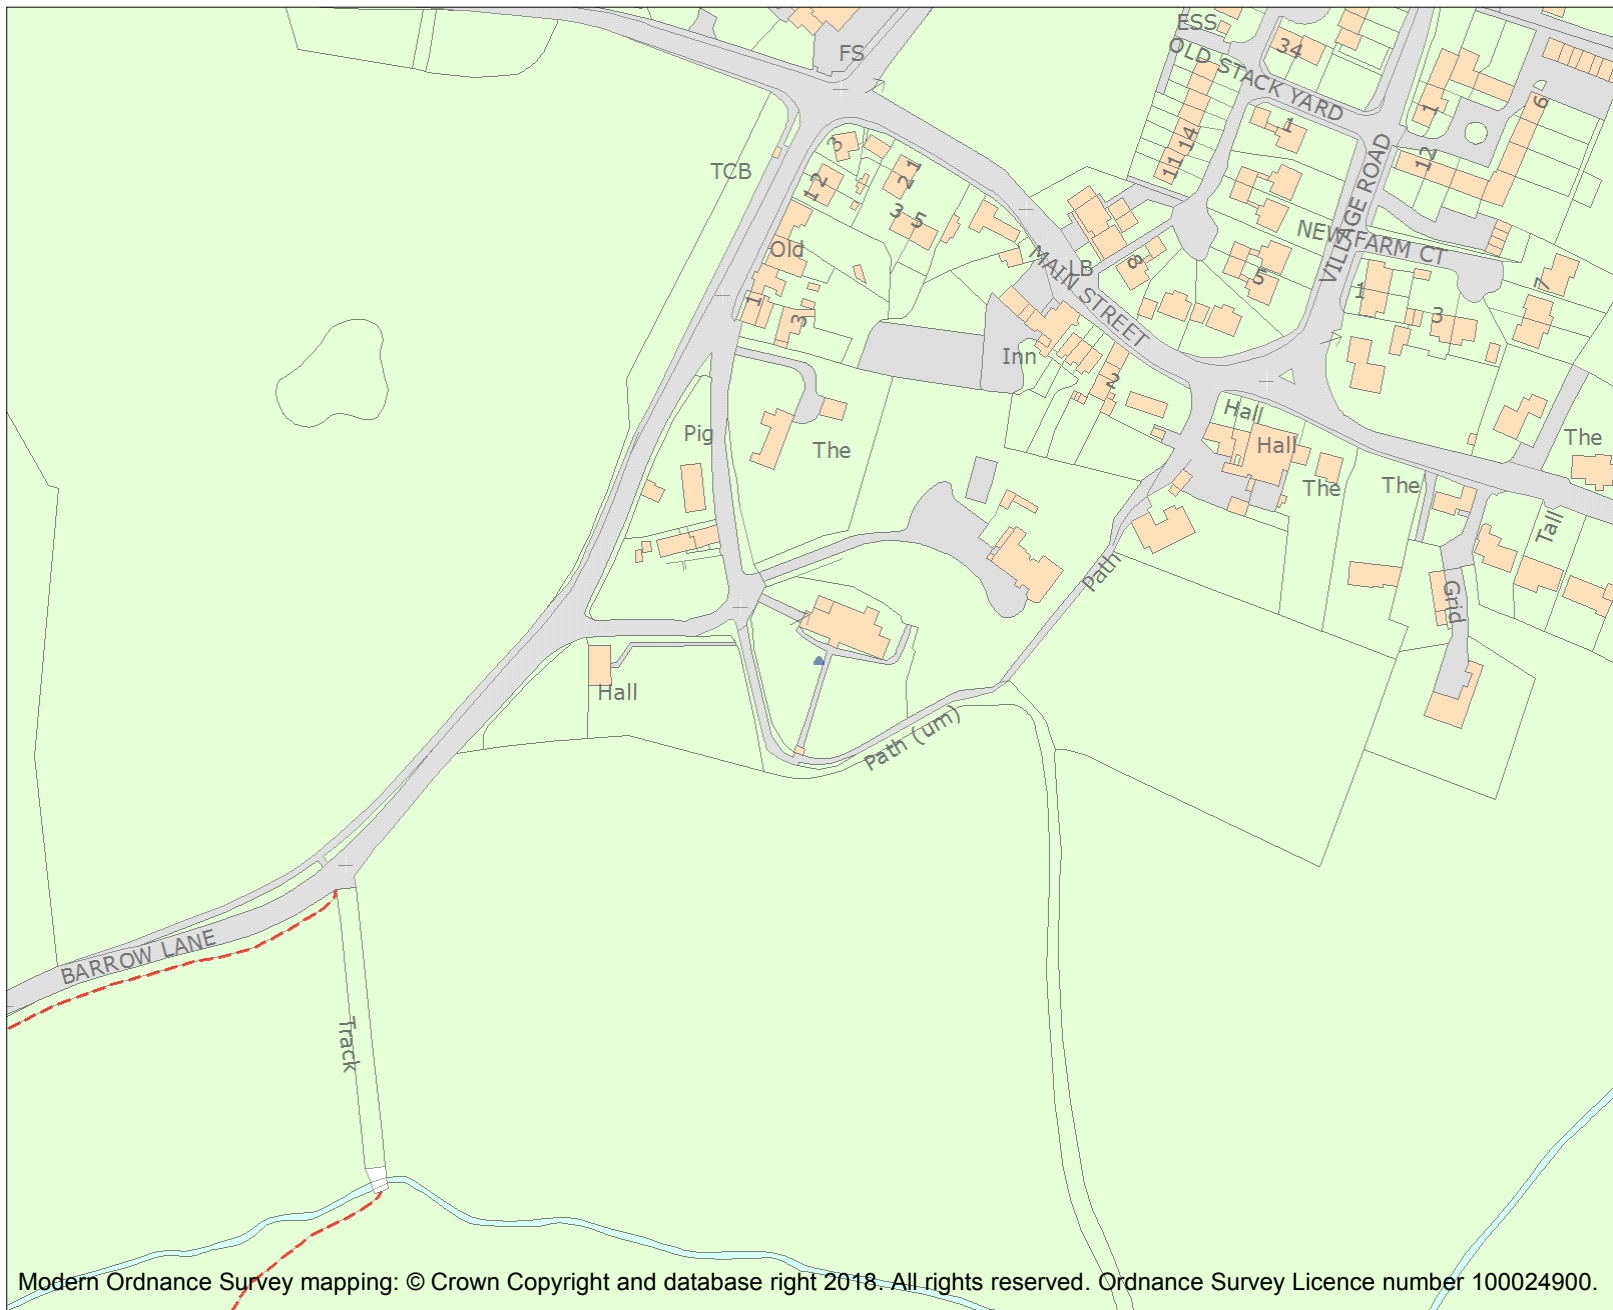 ESS
FS
34
OLD STACK YARD
1
6
1
14
11
12
TCB
3
2
1
1
2
3
5
VILLAGE ROAD
NEW FARM CT
Old
MAIN STREET
LB
8
5
7
1
3
1
3
Inn
2
Hall
Hall
Pig
The
The
The
The
Tall
Path
Grid
Hall
Path (um)
BARROW LANE
Track
Modern Ordnance Survey mapping: © Crown Copyright and database right 2018. All rights reserved. Ordnance Survey Licence number 100024900.